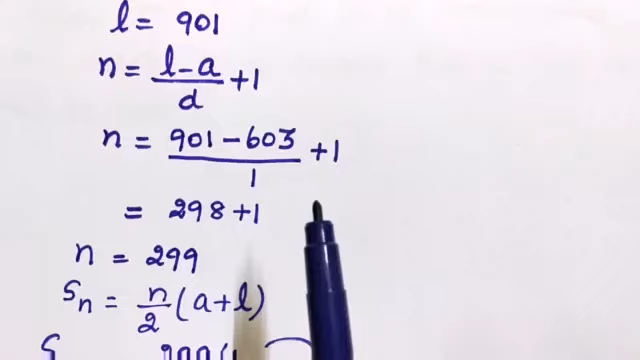 l = 901
n = l - a / d + 1
n = 901 - 603 / 1 + 1
= 298 + 1
n = 299
Sn = n/2 (a + l)